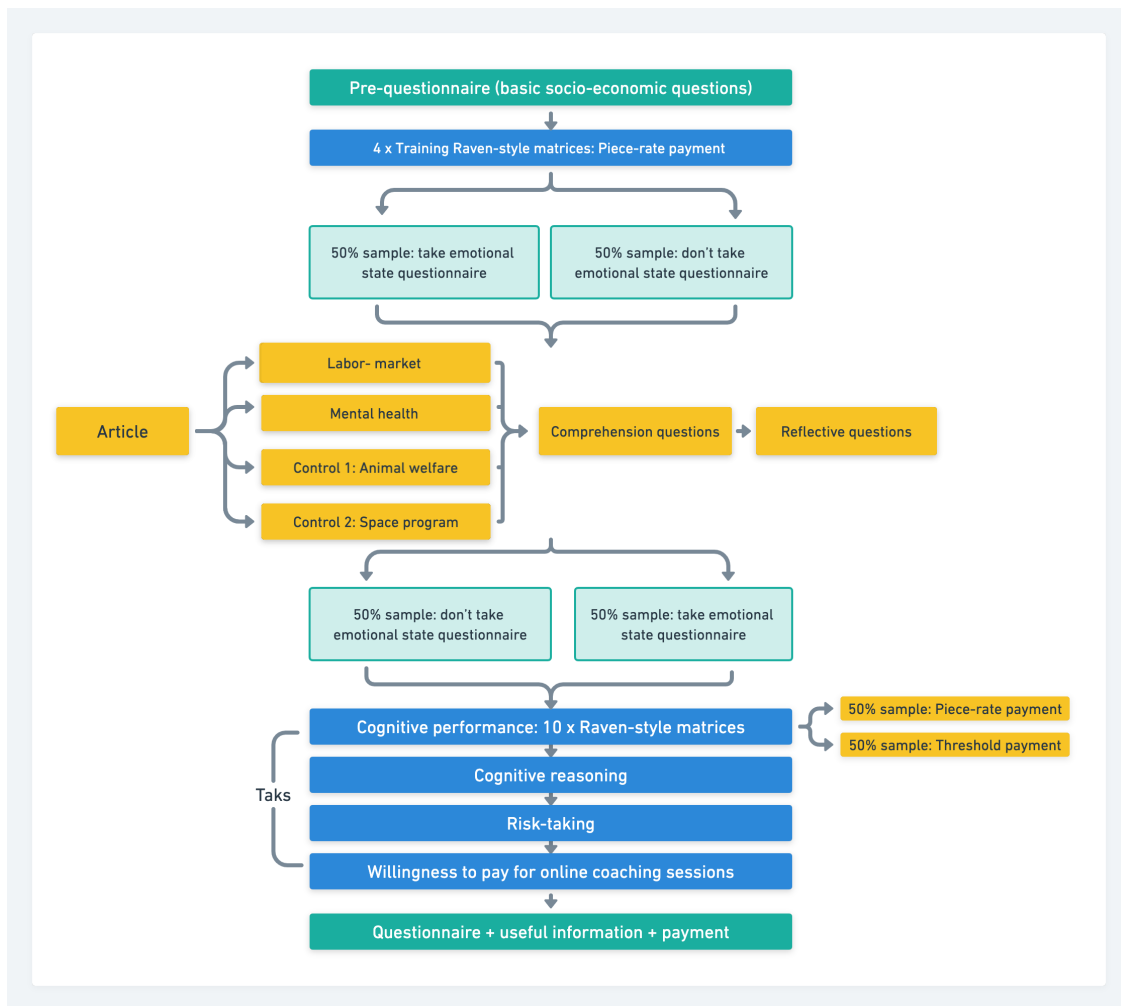 Pre-questionnaire (basic socio-economic questions)
4 x Training Raven-style matrices: Piece-rate payment
50% sample: take emotional
state questionnaire
50% sample: don't take
emotional state questionnaire
Article
Labor- market
Mental health
Control 1: Animal welfare
Control 2: Space program
Comprehension questions
Reflective questions
50% sample: don't take
emotional state questionnaire
50% sample: take emotional
state questionnaire
Cognitive performance: 10 x Raven-style matrices
50% sample: Piece-rate payment
50% sample: Threshold payment
Cognitive reasoning
Taks
Risk-taking
Willingness to pay for online coaching sessions
Questionnaire + useful information + payment